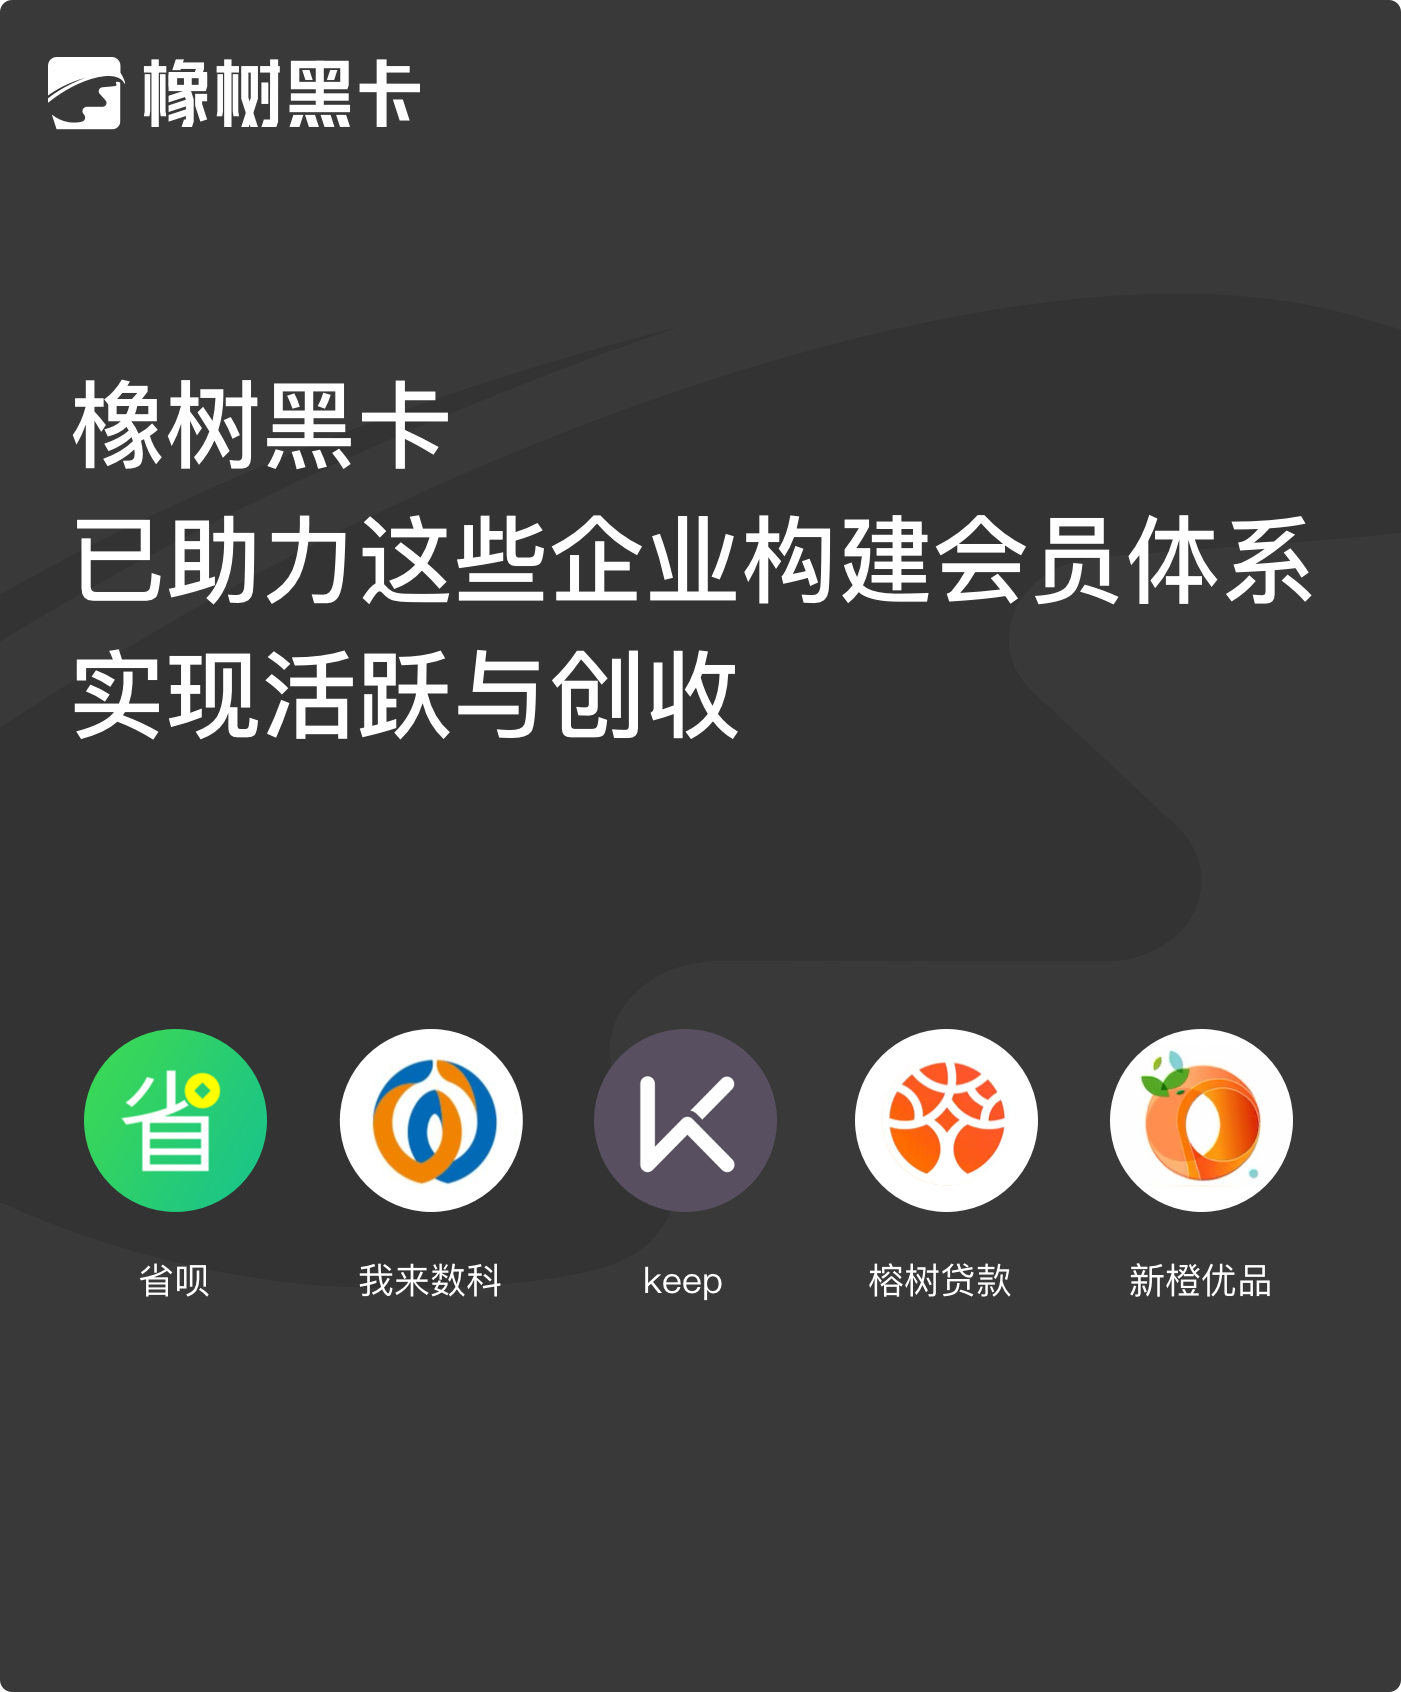 橡树黑卡
橡树黑卡
已助力这些企业构建会员体系
实现活跃与创收
省
省呗
我来数科
keep
榕树贷款
新橙优品